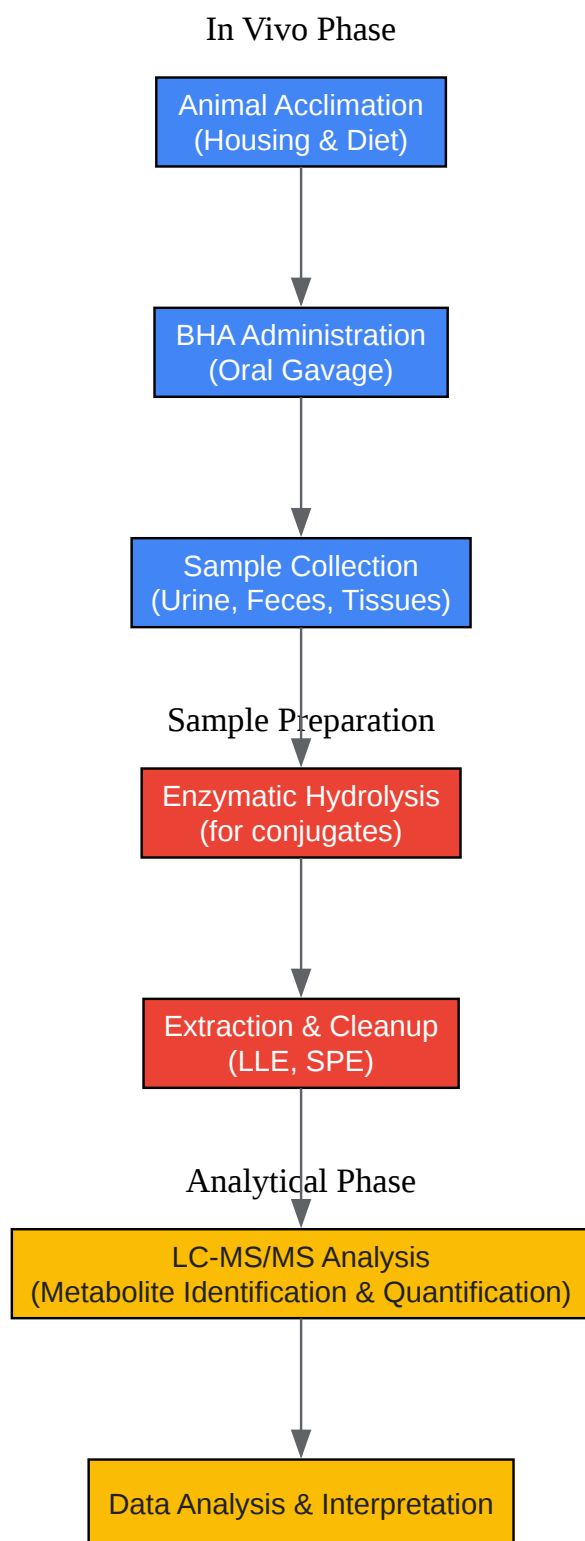 In Vivo Phase
Animal Acclimation
(Housing & Diet)
BHA Administration
(Oral Gavage)
Sample Collection
(Urine, Feces, Tissues)
Sample Preparation
Enzymatic Hydrolysis
(for conjugates)
Extraction & Cleanup
(LLE, SPE)
Analytical Phase
LC-MS/MS Analysis
(Metabolite Identification & Quantification)
Data Analysis & Interpretation